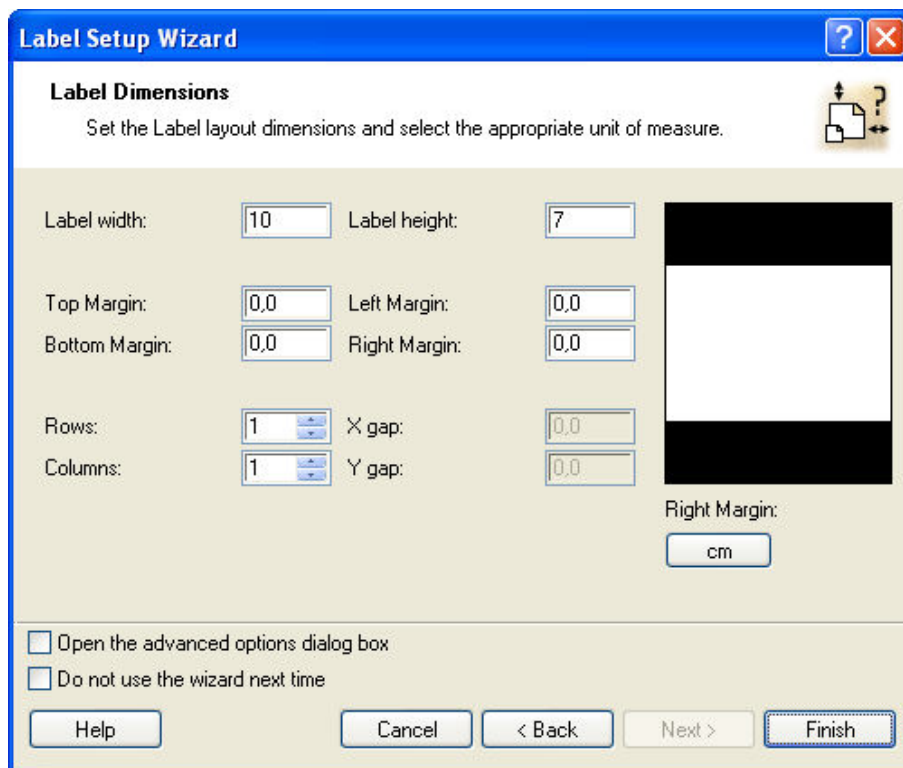 Label Setup Wizard
Label Dimensions
Set the Label layout dimensions and select the appropriate unit of measure.
Label width: 10 Label height: 7
Top Margin: 0,0 Left Margin: 0,0
Bottom Margin: 0,0 Right Margin: 0,0
Rows: 1 X gap: 0,0
Columns: 1 Y gap: 0,0
Right Margin:
cm
Open the advanced options dialog box
Do not use the wizard next time
Help Cancel < Back Next > Finish